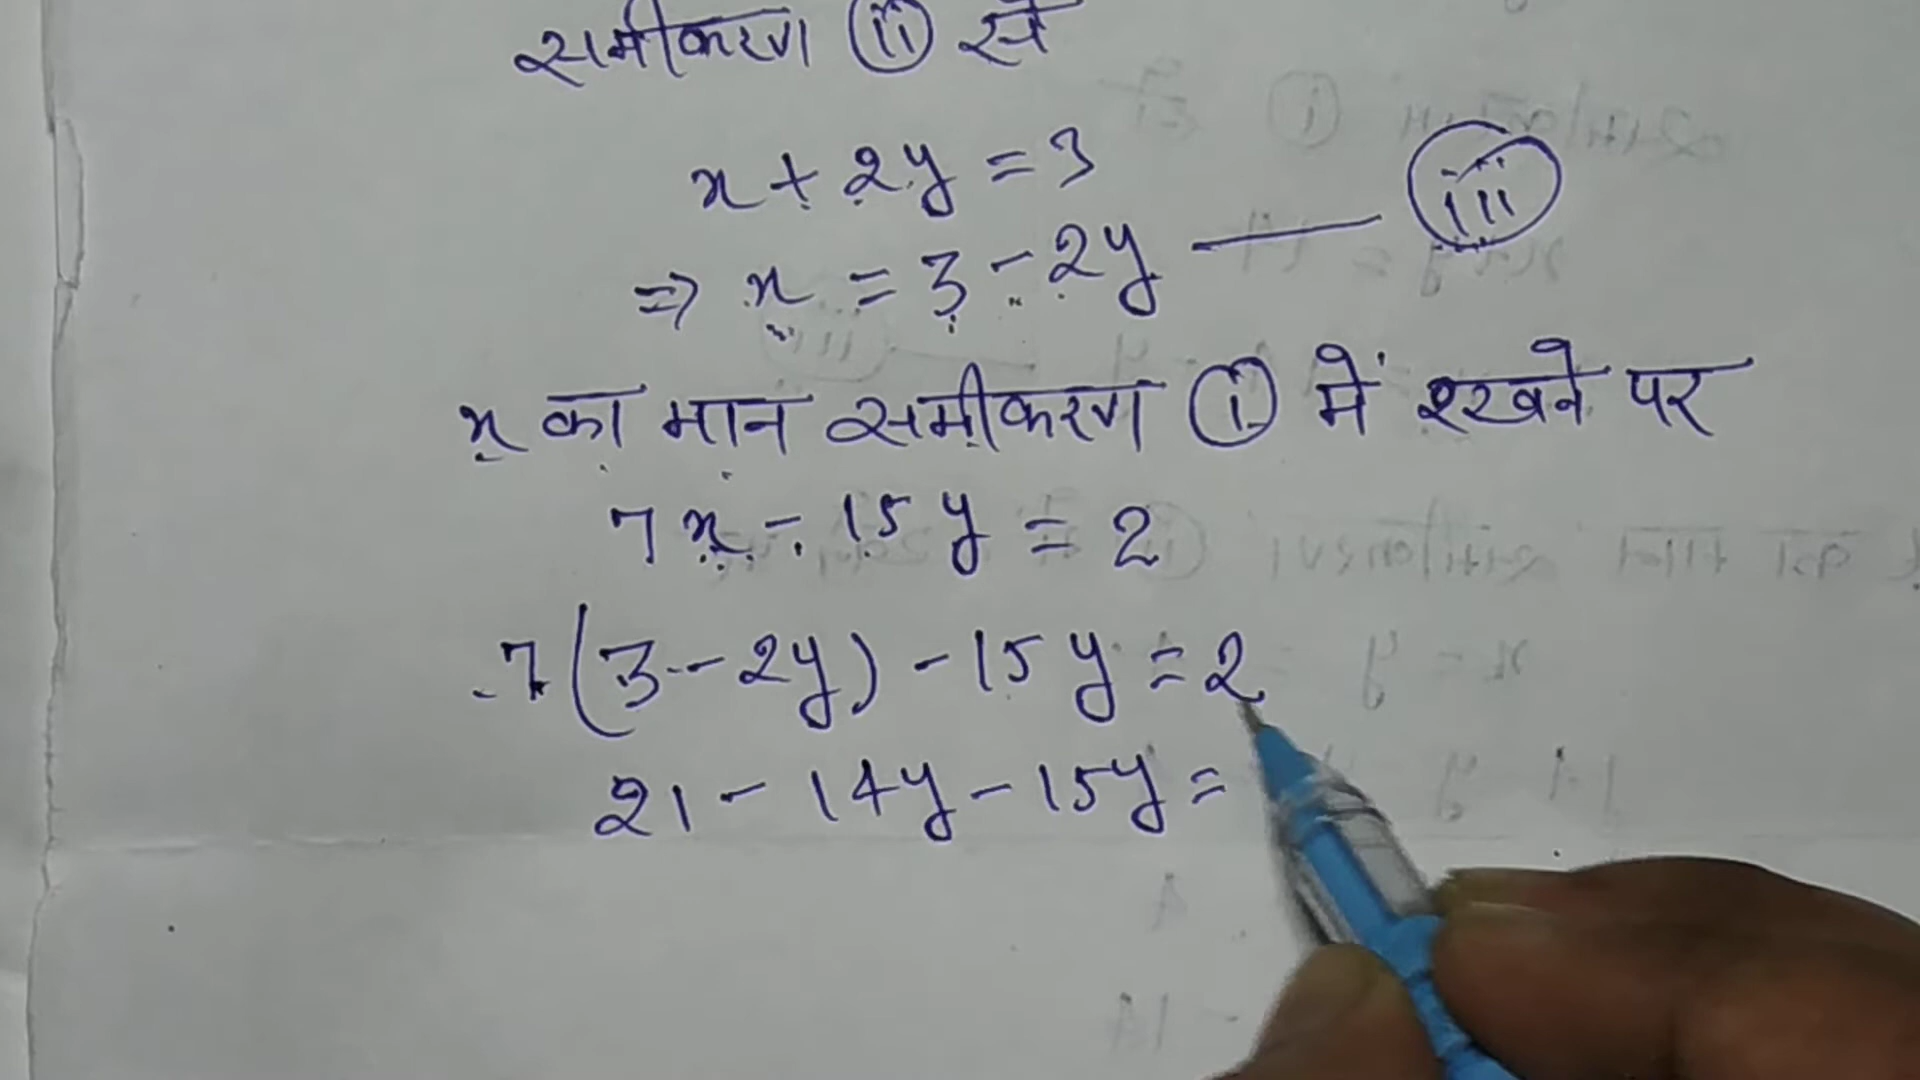 समीकरण (ii) से
x + 2y = 3
⇒ x = 3 - 2y — (iii)
x का मान समीकरण (i) में रखने पर
7x - 15y = 2
7(3 - 2y) - 15y = 2
21 - 14y - 15y =